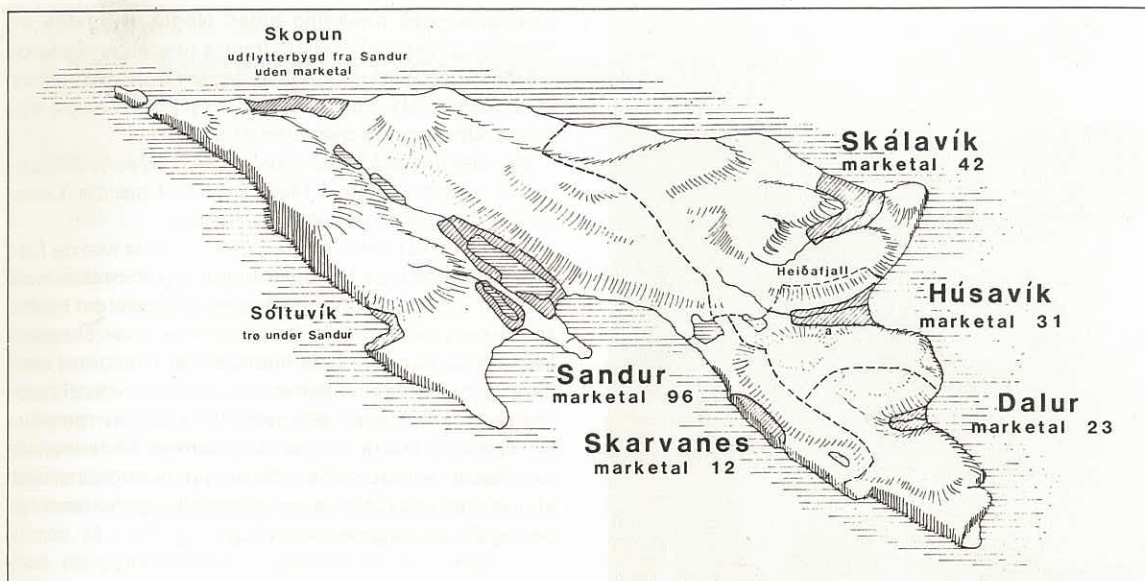 Skopun
udflytterbygd fra Sandur
uden marketal
Skálavík
marketal 42
Heiðafjall
Húsavík
marketal 31
a
Søltuvík
trø under Sandur
Sandur
marketal 96
Dalur
marketal 23
Skarvanes
marketal 12